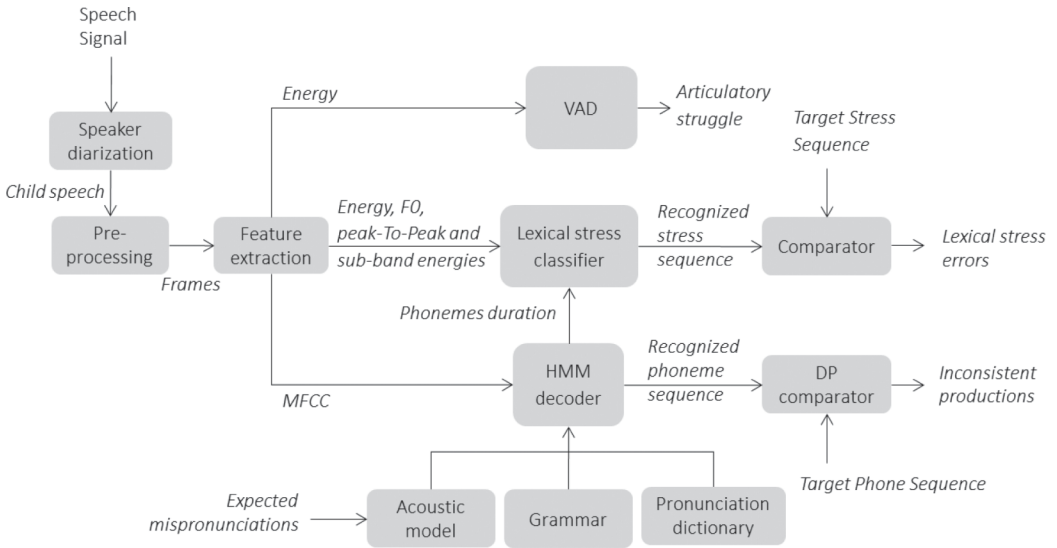 Speech
Signal
Energy
VAD
Articulatory
struggle
Target Stress
Sequence
Speaker
diarization
Child speech
Pre-
processing
Frames
Feature
extraction
Energy, F0,
peak-To-Peak and
sub-band energies
Lexical stress
classifier
Recognized
stress
sequence
Comparator
Lexical stress
errors
Phonemes duration
MFCC
HMM
decoder
Recognized
phoneme
sequence
DP
comparator
Inconsistent
productions
Target Phone Sequence
Expected
mispronunciations
Acoustic
model
Grammar
Pronunciation
dictionary